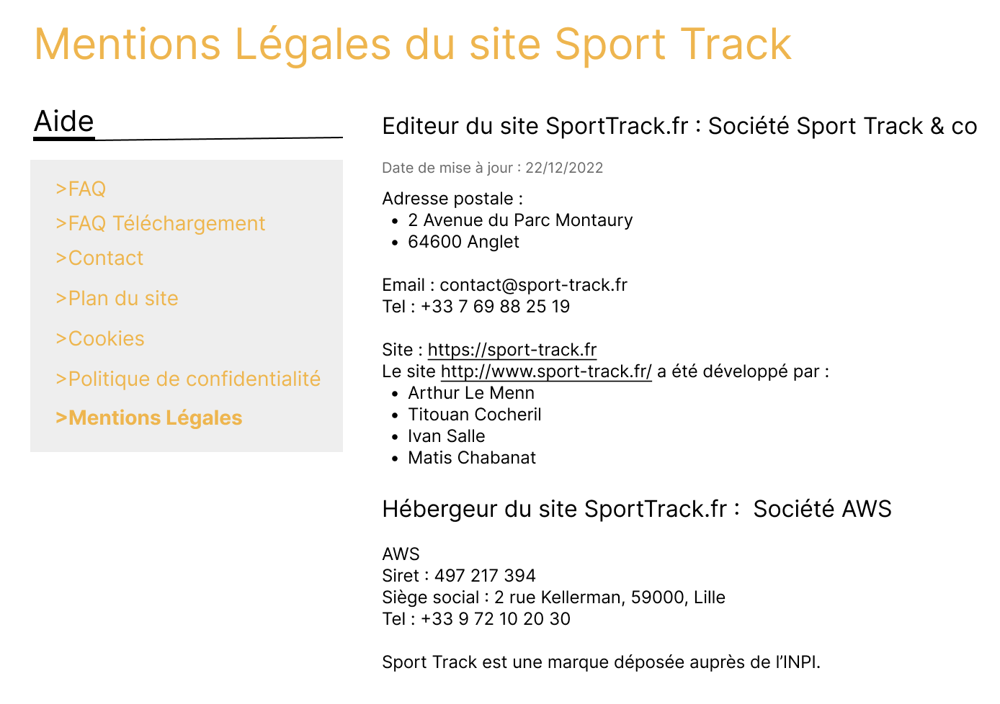 Mentions Légales du site Sport Track
Aide
>FAQ
>FAQ Téléchargement
>Contact
>Plan du site
>Cookies
>Politique de confidentialité
>Mentions Légales
Editeur du site SportTrack.fr : Société Sport Track & co
Date de mise à jour : 22/12/2022
Adresse postale :
• 2 Avenue du Parc Montaury
• 64600 Anglet
Email : contact@sport-track.fr
Tel : +33 7 69 88 25 19
Site : https://sport-track.fr
Le site http://www.sport-track.fr/ a été développé par :
• Arthur Le Menn
• Titouan Cocheril
• Ivan Salle
• Matis Chabanat
Hébergeur du site SportTrack.fr :  Société AWS
AWS
Siret : 497 217 394
Siège social : 2 rue Kellerman, 59000, Lille
Tel : +33 9 72 10 20 30
Sport Track est une marque déposée auprès de l’INPI.